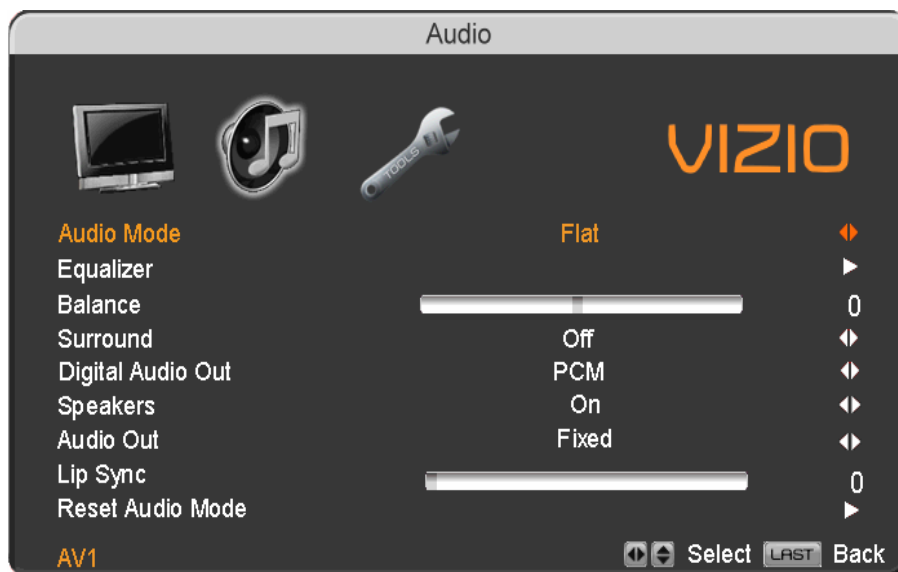 Audio
TOOLS
VIZIO
Audio Mode Flat
Equalizer
Balance 0
Surround Off
Digital Audio Out PCM
Speakers On
Audio Out Fixed
Lip Sync 0
Reset Audio Mode
AV1 Select LAST Back